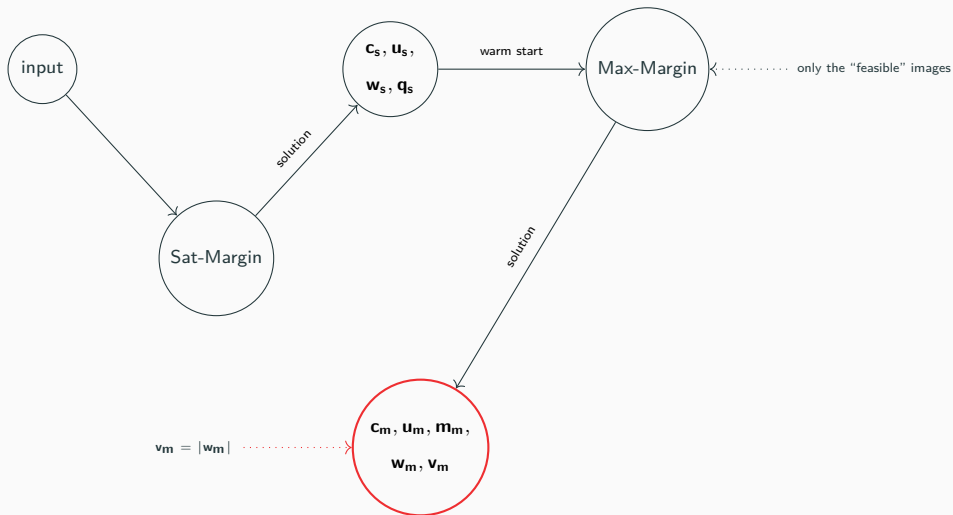 input
c_s, u_s,
w_s, q_s
warm start
Max-Margin
only the “feasible” images
solution
Sat-Margin
solution
c_m, u_m, m_m,
w_m, v_m
v_m = |w_m|